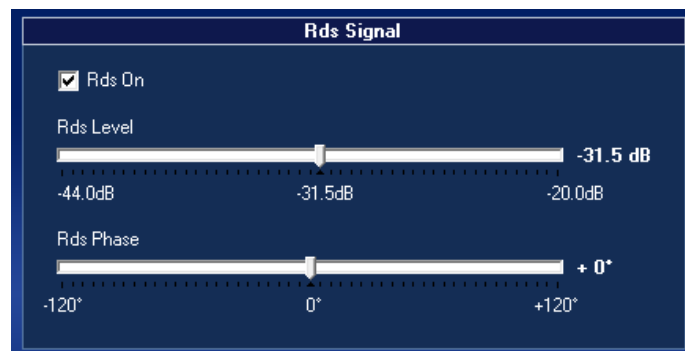 Rds Signal
Rds On
Rds Level
-31.5 dB
-44.0dB -31.5dB -20.0dB
Rds Phase
+ 0°
-120° 0° +120°